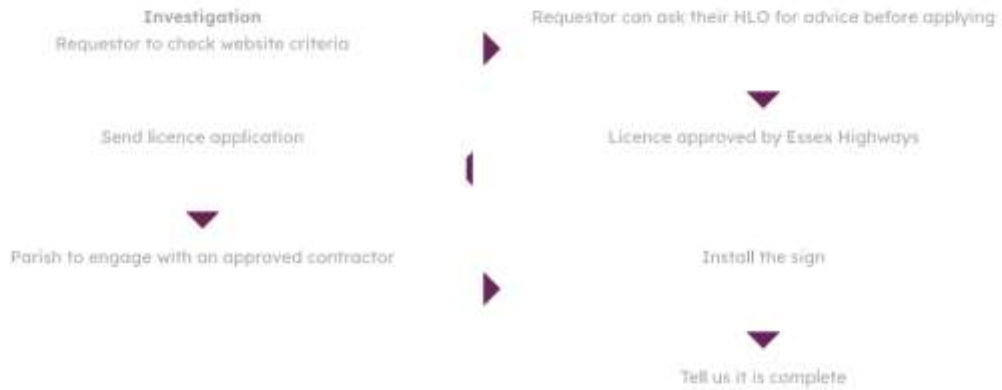 Investigation
Requestor to check website criteria
Requestor can ask their HLO for advice before applying
Send licence application
Licence approved by Essex Highways
Parish to engage with an approved contractor
Install the sign
Tell us it is complete